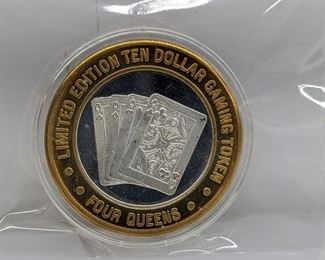 LIMITED EDITION TEN DOLLAR GAMING TOKEN
FOUR QUEENS